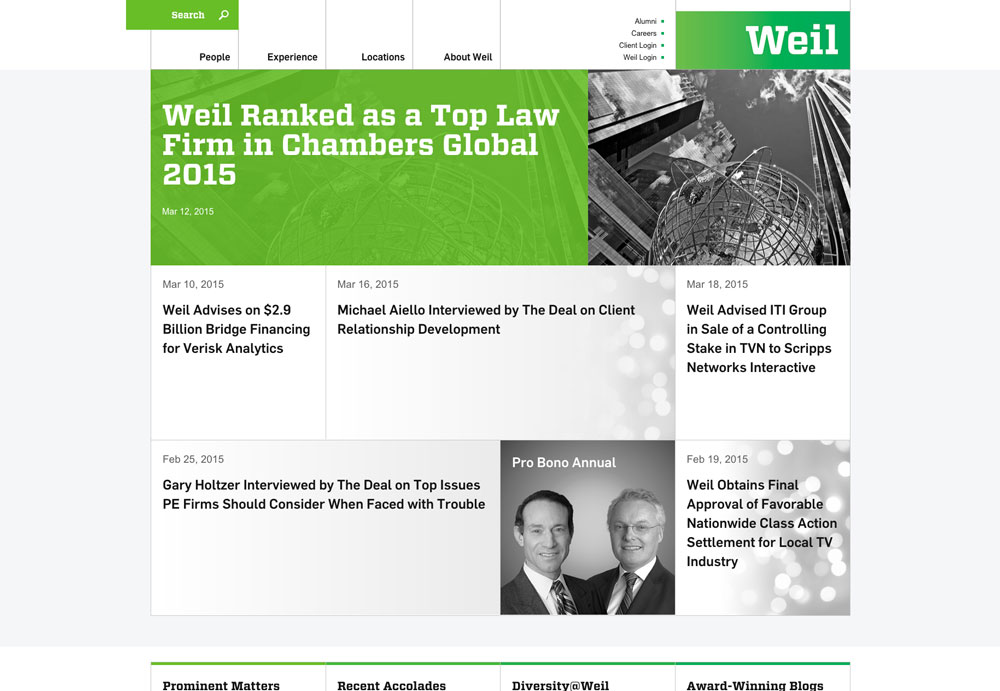 Search
People
Experience
Locations
About Weil
Alumni
Careers
Client Login
Weil Login
Weil
Weil Ranked as a Top Law
Firm in Chambers Global
2015
Mar 12, 2015
Mar 10, 2015
Weil Advises on $2.9
Billion Bridge Financing
for Verisk Analytics
Mar 16, 2015
Michael Aiello Interviewed by The Deal on Client
Relationship Development
Mar 18, 2015
Weil Advised ITI Group
in Sale of a Controlling
Stake in TVN to Scripps
Networks Interactive
Feb 25, 2015
Gary Holtzer Interviewed by The Deal on Top Issues
PE Firms Should Consider When Faced with Trouble
Pro Bono Annual
Feb 19, 2015
Weil Obtains Final
Approval of Favorable
Nationwide Class Action
Settlement for Local TV
Industry
Prominent Matters
Recent Accolades
Diversity@Weil
Award-Winning Blogs